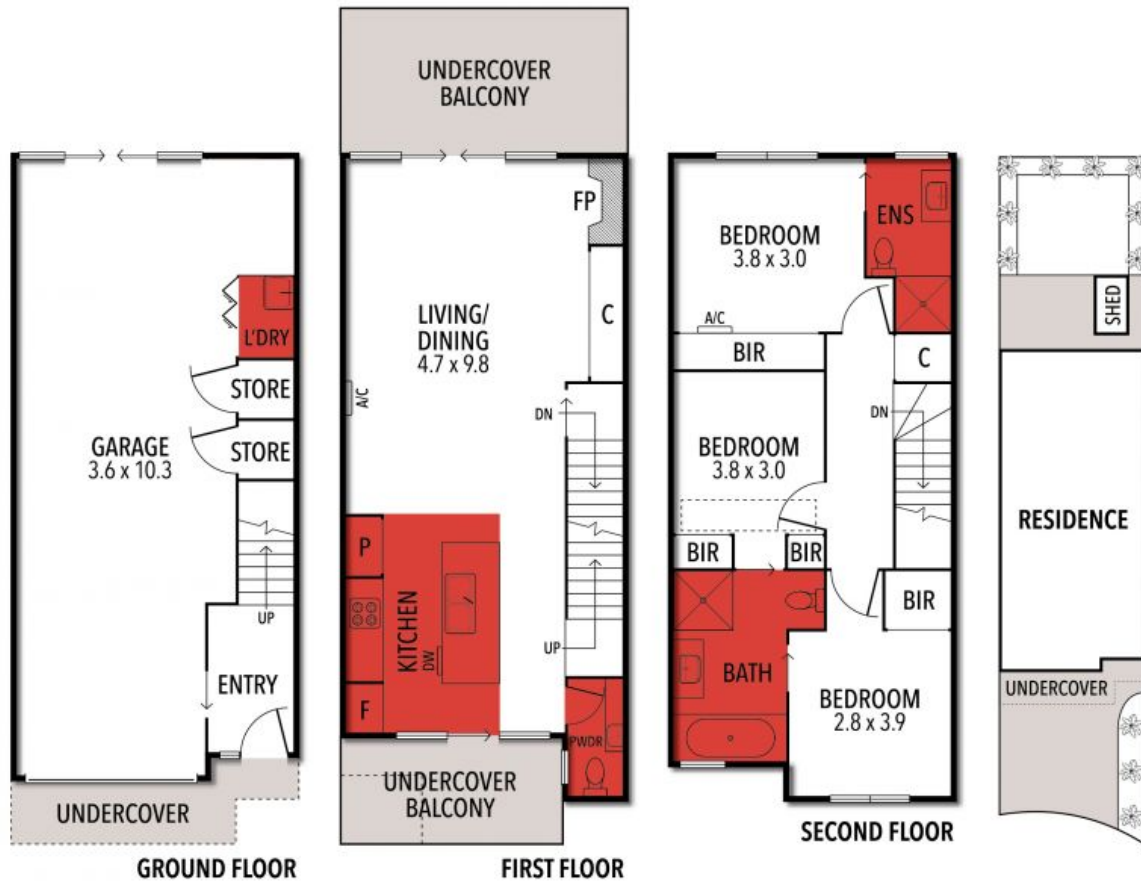 L'DRY
STORE
STORE
GARAGE
3.6 x 10.3
UP
ENTRY
UNDERCOVER
GROUND FLOOR
UNDERCOVER
BALCONY
FP
LIVING/
DINING
4.7 x 9.8
C
A/C
DN
P
KITCHEN
DW
UP
F
PWDR
UNDERCOVER
BALCONY
FIRST FLOOR
ENS
BEDROOM
3.8 x 3.0
A/C
BIR
C
DN
BEDROOM
3.8 x 3.0
BIR
BIR
BIR
BATH
BEDROOM
2.8 x 3.9
SECOND FLOOR
SHED
RESIDENCE
UNDERCOVER